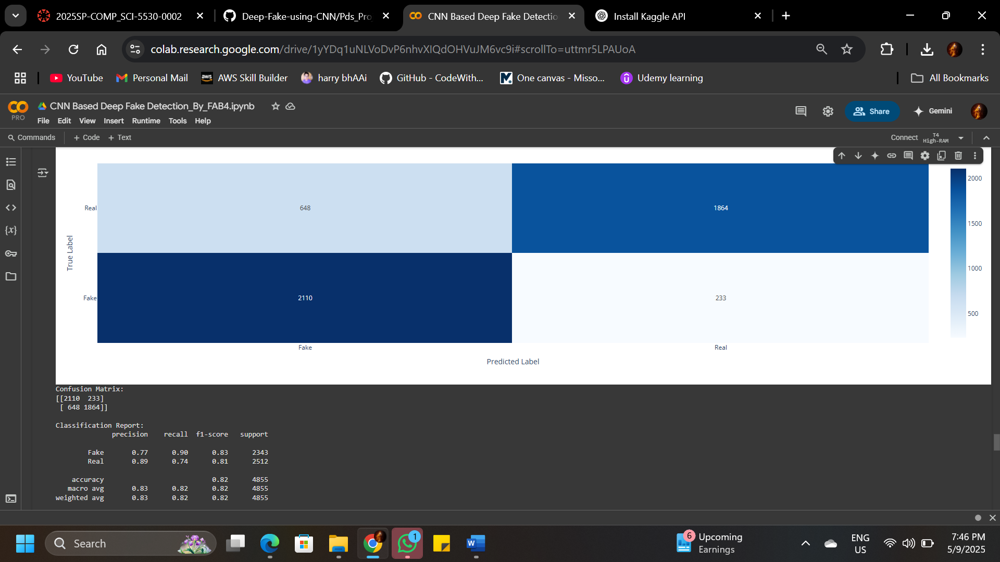 2025SP-COMP_SCI-5530-0002
Deep-Fake-using-CNN/Pds_Pro
CNN Based Deep Fake Detectio
Install Kaggle API
colab.research.google.com/drive/1yYDq1uNLVoDvP6nhvXIQdOHVuJM6vc9i#scrollTo=uttmr5LPAUoA
YouTube
Personal Mail
aws
AWS Skill Builder
harry bhAAi
GitHub - CodeWith...
One canvas - Misso...
Udemy learning
All Bookmarks
PRO
CNN Based Deep Fake Detection_By_FAB4.ipynb
File Edit View Insert Runtime Tools Help
Share
Gemini
Commands
+ Code + Text
Connect
T4
High-RAM
Real
648
1864
2000
1500
1000
500
True Label
Fake
2110
233
Fake
Real
Predicted Label
Confusion Matrix:
[[2110  233]
 [ 648 1864]]
Classification Report:
precision recall f1-score support
Fake 0.77 0.90 0.83 2343
Real 0.89 0.74 0.81 2512
accuracy 0.82 4855
macro avg 0.83 0.82 0.82 4855
weighted avg 0.83 0.82 0.82 4855
Search
1
W
6
Upcoming
Earnings
ENG
US
7:46 PM
5/9/2025